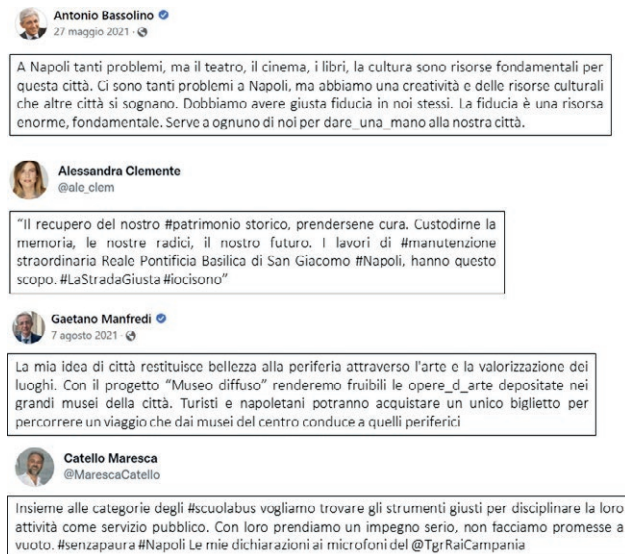 Antonio Bassolino
27 maggio 2021 ·
A Napoli tanti problemi, ma il teatro, il cinema, i libri, la cultura sono risorse fondamentali per
questa città. Ci sono tanti problemi a Napoli, ma abbiamo una creatività e delle risorse culturali
che altre città si sognano. Dobbiamo avere giusta fiducia in noi stessi. La fiducia è una risorsa
enorme, fondamentale. Serve a ognuno di noi per dare_una_mano alla nostra città.
Alessandra Clemente
@ale_clem
“Il recupero del nostro #patrimonio storico, prendersene cura. Custodirne la
memoria, le nostre radici, il nostro futuro. I lavori di #manutenzione
straordinaria Reale Pontificia Basilica di San Giacomo #Napoli, hanno questo
scopo. #LaStradaGiusta #iocisono”
Gaetano Manfredi
7 agosto 2021 ·
La mia idea di città restituisce bellezza alla periferia attraverso l'arte e la valorizzazione dei
luoghi. Con il progetto “Museo diffuso” renderemo fruibili le opere_d_arte depositate nei
grandi musei della città. Turisti e napoletani potranno acquistare un unico biglietto per
percorrere un viaggio che dai musei del centro conduce a quelli periferici
Catello Maresca
@MarescaCatello
Insieme alle categorie degli #scuolabus vogliamo trovare gli strumenti giusti per disciplinare la loro
attività come servizio pubblico. Con loro prendiamo un impegno serio, non facciamo promesse a
vuoto. #senzapaura #Napoli Le mie dichiarazioni ai microfoni del @TgrRaiCampania